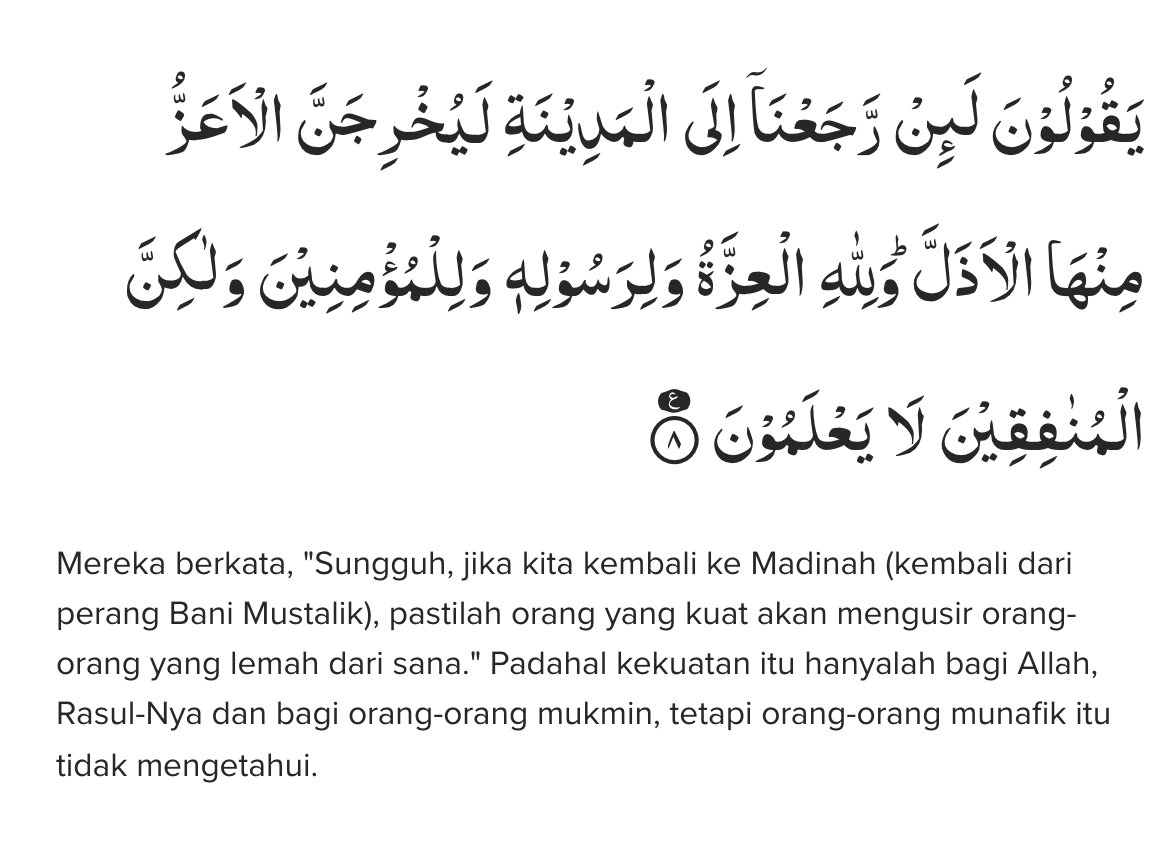 يَقُوْلُوْنَ لَىِٕنْ رَّجَعْنَآ اِلَى الْمَدِيْنَةِ لَيُخْرِجَنَّ الْاَعَزُّ
مِنْهَا الْاَذَلَّ ۗوَلِلّٰهِ الْعِزَّةُ وَلِرَسُوْلِهٖ وَلِلْمُؤْمِنِيْنَ وَلٰكِنَّ
الْمُنٰفِقِيْنَ لَا يَعْلَمُوْنَ ࣖ ٨
Mereka berkata, "Sungguh, jika kita kembali ke Madinah (kembali dari
perang Bani Mustalik), pastilah orang yang kuat akan mengusir orang-
orang yang lemah dari sana." Padahal kekuatan itu hanyalah bagi Allah,
Rasul-Nya dan bagi orang-orang mukmin, tetapi orang-orang munafik itu
tidak mengetahui.